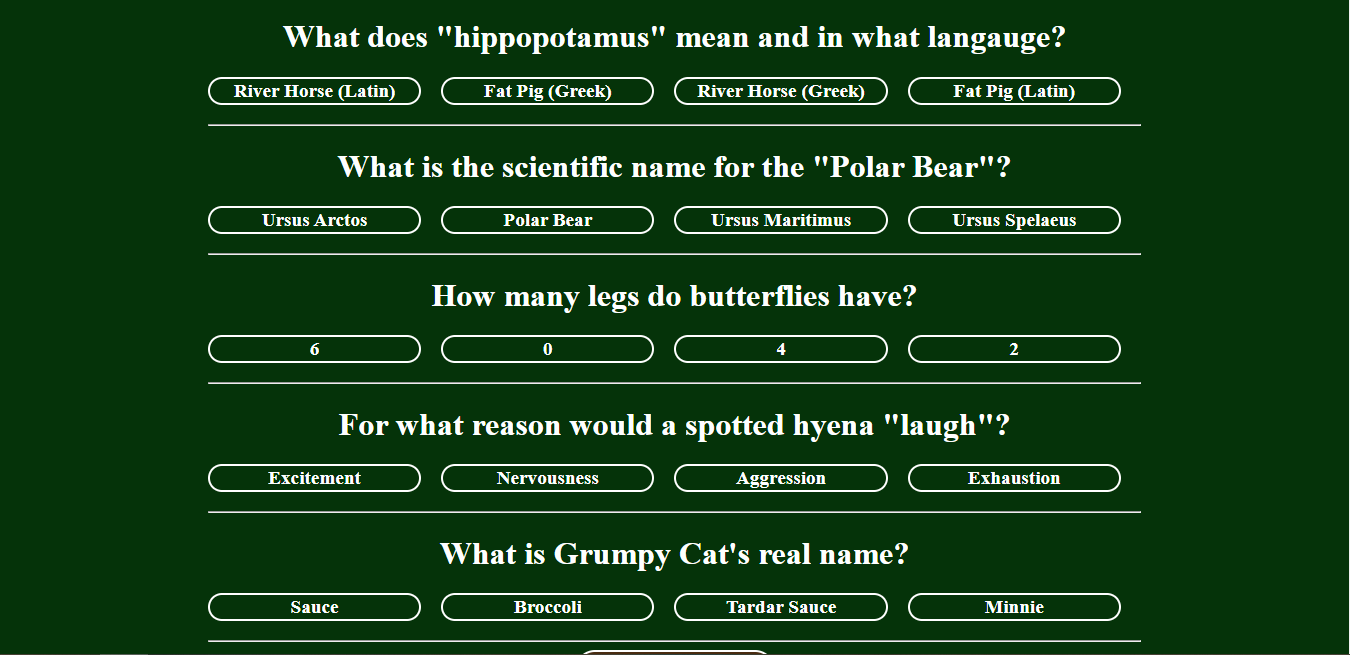 What does "hippopotamus" mean and in what langauge?
River Horse (Latin) Fat Pig (Greek) River Horse (Greek) Fat Pig (Latin)
What is the scientific name for the "Polar Bear"?
Ursus Arctos Polar Bear Ursus Maritimus Ursus Spelaeus
How many legs do butterflies have?
6 0 4 2
For what reason would a spotted hyena "laugh"?
Excitement Nervousness Aggression Exhaustion
What is Grumpy Cat's real name?
Sauce Broccoli Tardar Sauce Minnie